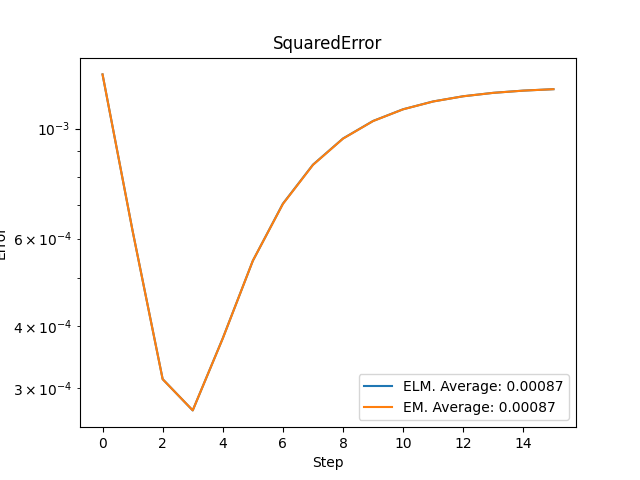 SquaredError
Error
10⁻³
6 × 10⁻⁴
4 × 10⁻⁴
3 × 10⁻⁴
0 2 4 6 8 10 12 14
Step
ELM. Average: 0.00087
EM. Average: 0.00087